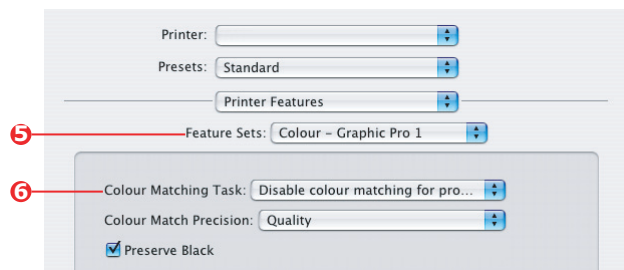 Printer:
Presets: Standard
Printer Features
5 Feature Sets: Colour – Graphic Pro 1
6 Colour Matching Task: Disable colour matching for pro...
Colour Match Precision: Quality
Preserve Black